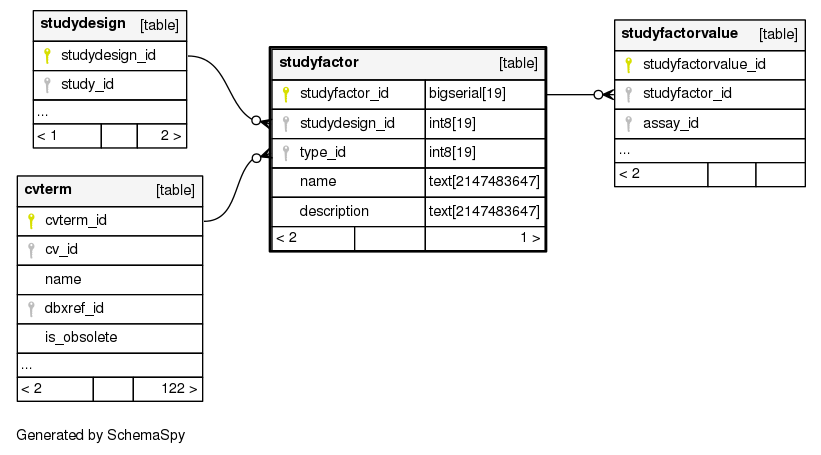 studydesign [table]
studydesign_id
study_id
...
< 1 2 >
cvterm [table]
cvterm_id
cv_id
name
dbxref_id
is_obsolete
...
< 2 122 >
studyfactor [table]
studyfactor_id bigserial[19]
studydesign_id int8[19]
type_id int8[19]
name text[2147483647]
description text[2147483647]
< 2 1 >
studyfactorvalue [table]
studyfactorvalue_id
studyfactor_id
assay_id
...
< 2
Generated by SchemaSpy